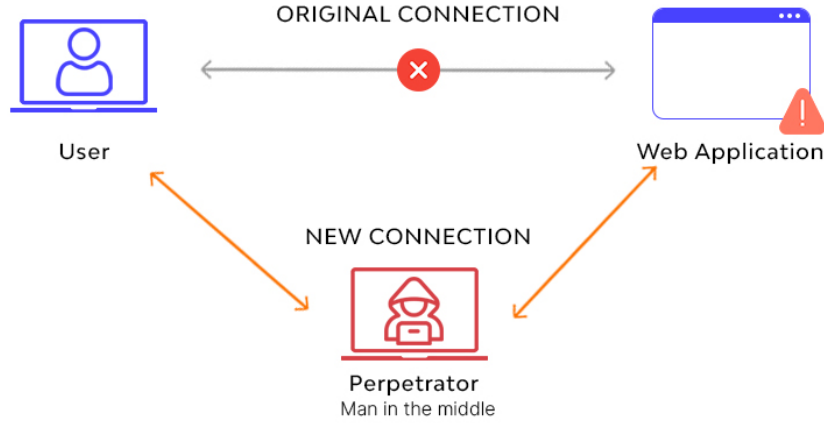 ORIGINAL CONNECTION
User
Web Application
NEW CONNECTION
Perpetrator
Man in the middle